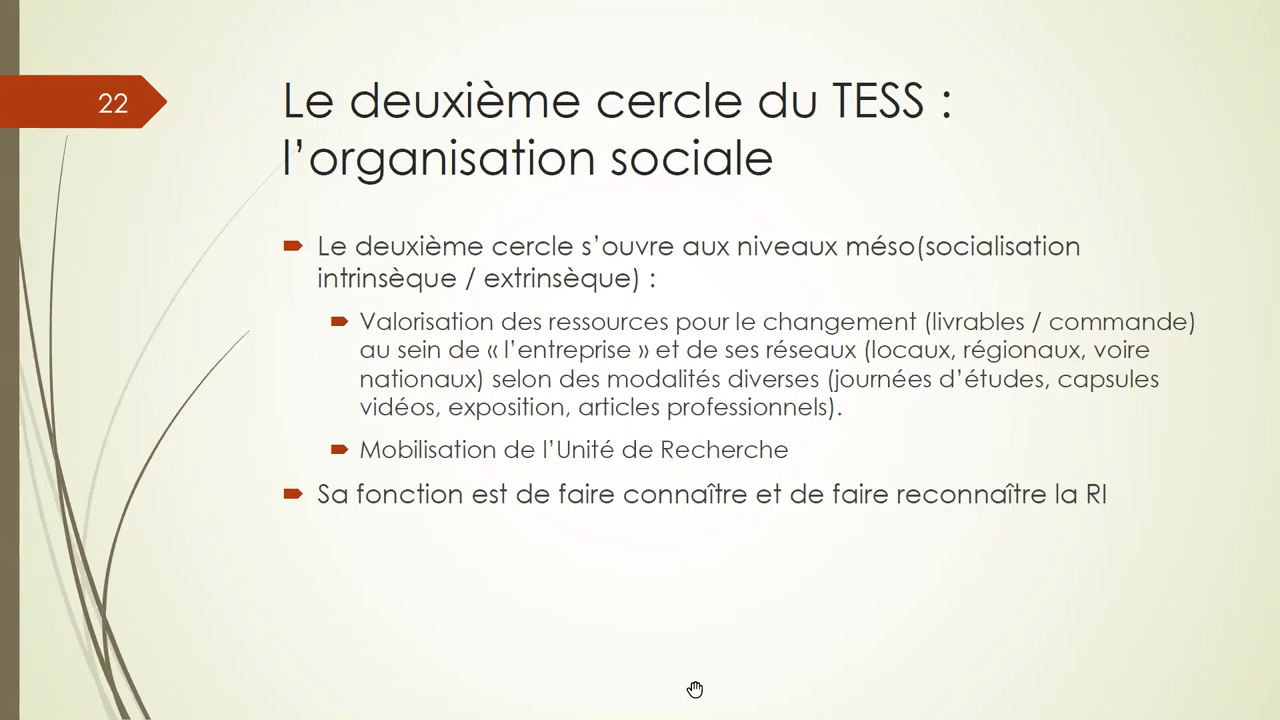 22
Le deuxième cercle du TESS :
l’organisation sociale
Le deuxième cercle s’ouvre aux niveaux méso(socialisation
intrinsèque / extrinsèque) :
Valorisation des ressources pour le changement (livrables / commande)
au sein de « l’entreprise » et de ses réseaux (locaux, régionaux, voire
nationaux) selon des modalités diverses (journées d’études, capsules
vidéos, exposition, articles professionnels).
Mobilisation de l’Unité de Recherche
Sa fonction est de faire connaître et de faire reconnaître la RI